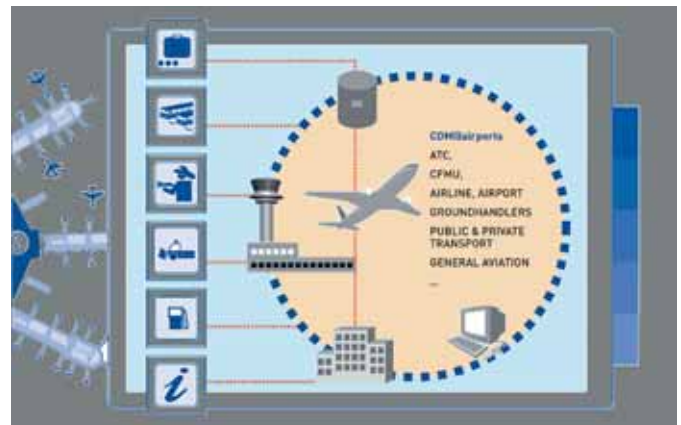 CDM@airports
ATC,
CFMU,
AIRLINE, AIRPORT
GROUNDHANDLERS
PUBLIC & PRIVATE
TRANSPORT
GENERAL AVIATION
...
i